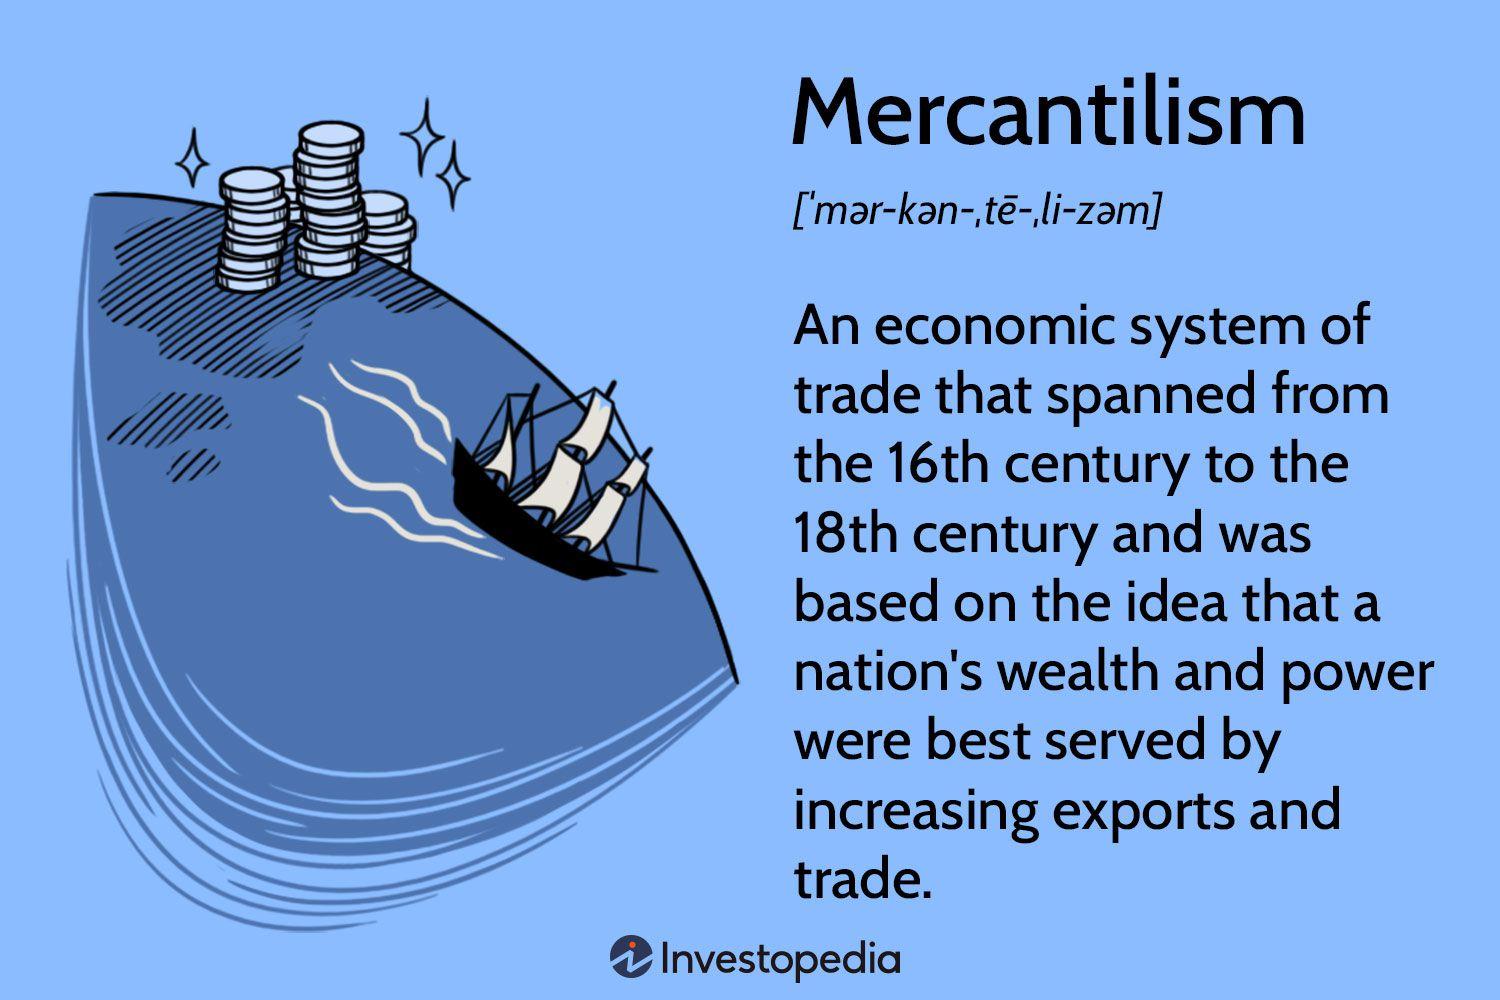 Mercantilism
[ˈmər-kən-ˌtē-ˌli-zəm]
An economic system of
trade that spanned from
the 16th century to the
18th century and was
based on the idea that a
nation's wealth and power
were best served by
increasing exports and
trade.
Investopedia